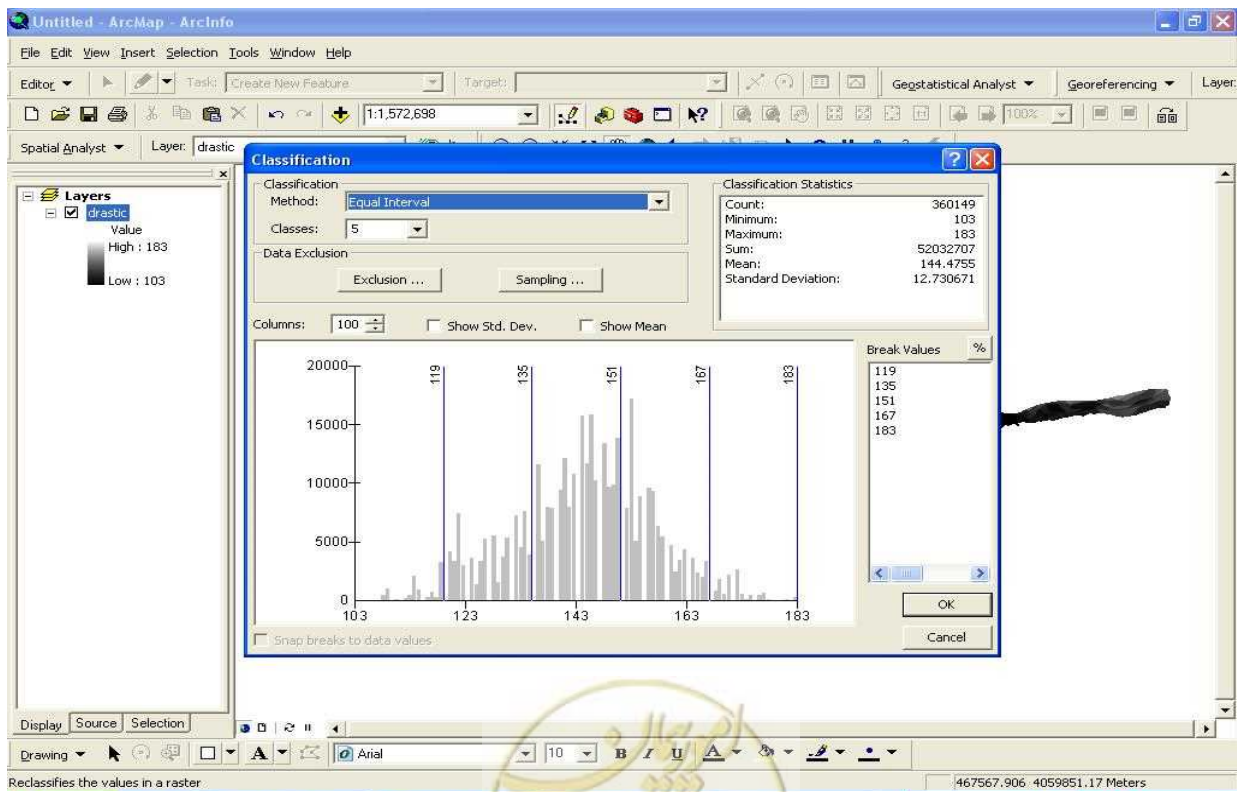 Untitled - ArcMap - ArcInfo
File Edit View Insert Selection Tools Window Help
Editor Task: Create New Feature Target: Geostatistical Analyst Georeferencing Layer:
1:1,572,698 100%
Spatial Analyst Layer: drastic
Layers
drastic
Value
High : 183
Low : 103
Classification
Classification
Method: Equal Interval
Classes: 5
Data Exclusion
Exclusion ... Sampling ...
Classification Statistics
Count: 360149
Minimum: 103
Maximum: 183
Sum: 52032707
Mean: 144.4755
Standard Deviation: 12.730671
Columns: 100 Show Std. Dev. Show Mean
Break Values %
119
135
151
167
183
20000
15000
10000
5000
0
119 135 151 167 183
103 123 143 163 183
Snap breaks to data values
OK
Cancel
Display Source Selection
Drawing A Arial 10 B I U A
Reclassifies the values in a raster 467567.906 4059851.17 Meters